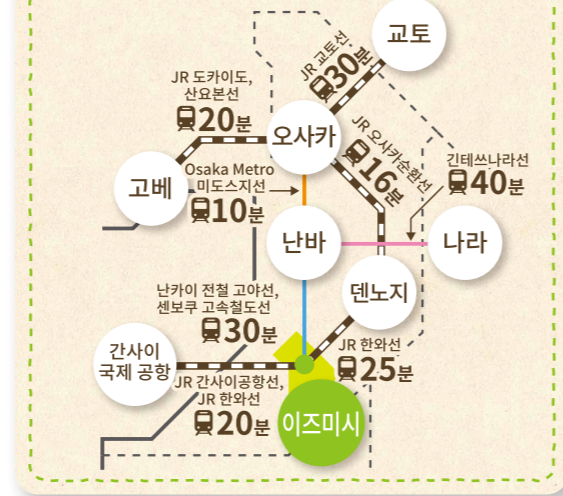 교토
JR 교토선
30분
JR 도카이도,
산요본선
20분
오사카
JR 오사카순환선
16분
고베
Osaka Metro
미도스지선
10분
긴테쓰나라선
40분
난바
나라
덴노지
난카이 전철 고야선,
센보쿠 고속철도선
30분
간사이
국제 공항
JR 한와선
25분
JR 간사이공항선,
JR 한와선
20분
이즈미시